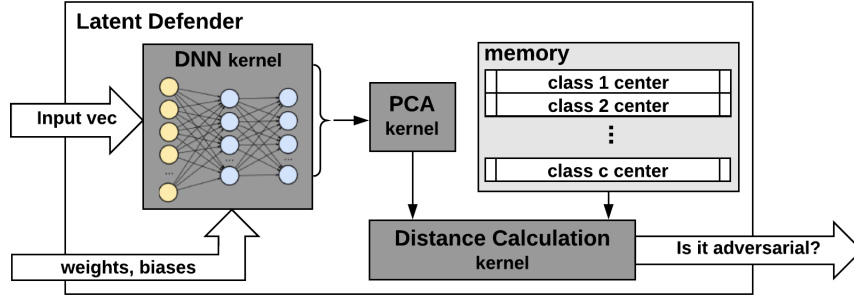 Latent Defender
DNN kernel
memory
class 1 center
class 2 center
class c center
Input vec
PCA
kernel
...
...
...
Distance Calculation
kernel
Is it adversarial?
weights, biases